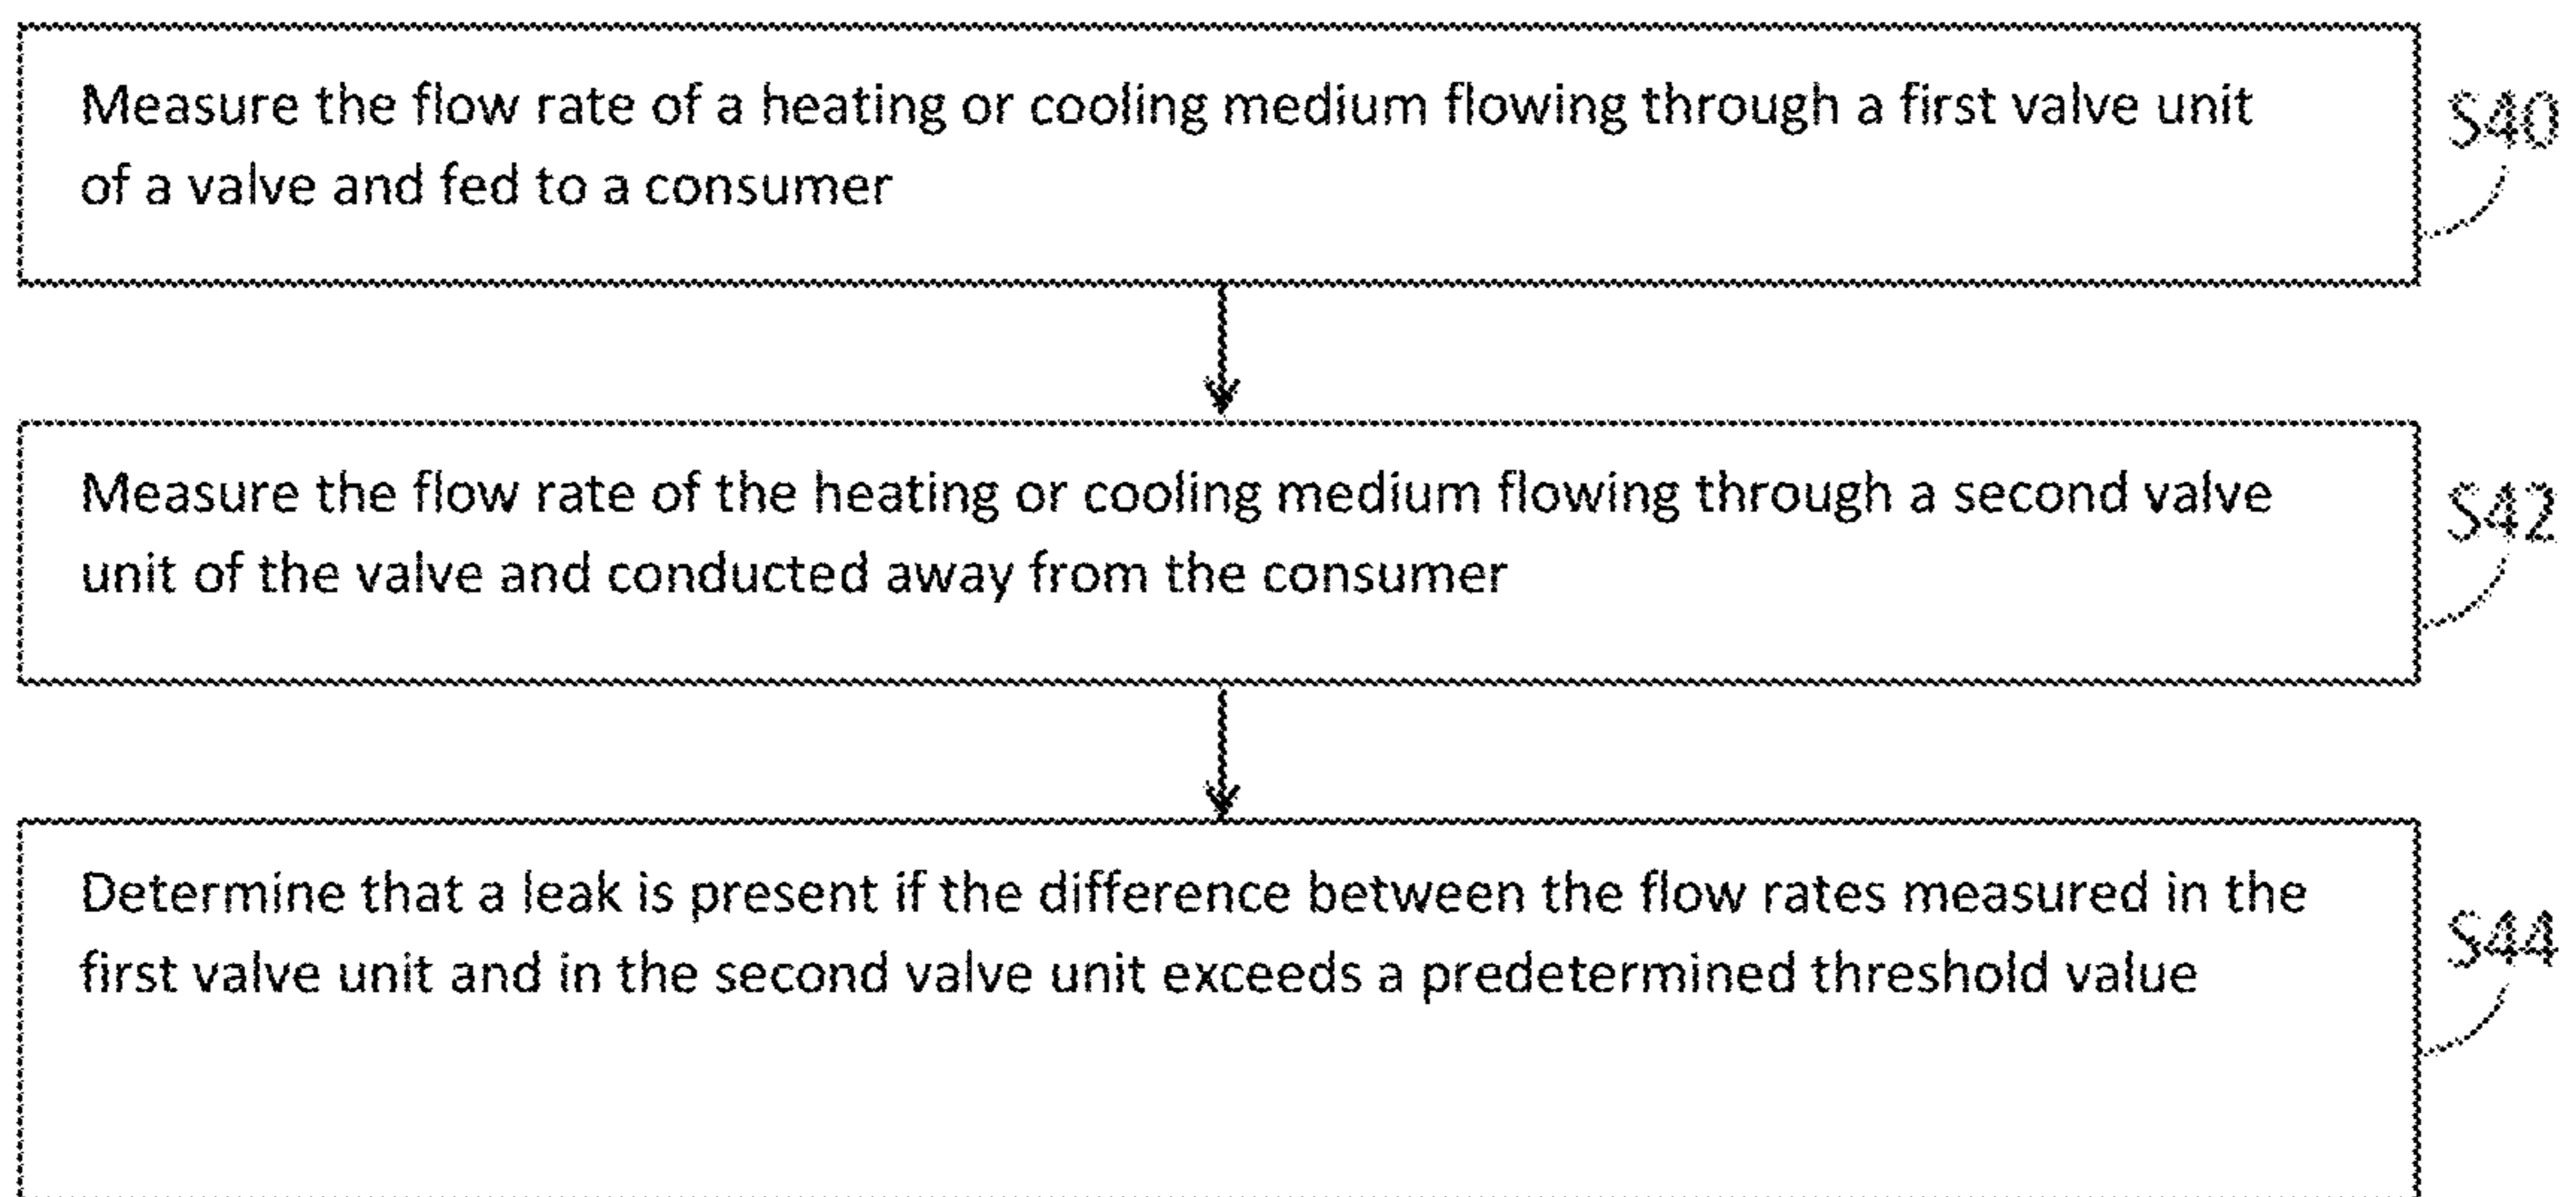 Measure the flow rate of a heating or cooling medium flowing through a first valve unit
of a valve and fed to a consumer
S40
Measure the flow rate of the heating or cooling medium flowing through a second valve
unit of the valve and conducted away from the consumer
S42
Determine that a leak is present if the difference between the flow rates measured in the
first valve unit and in the second valve unit exceeds a predetermined threshold value
S44